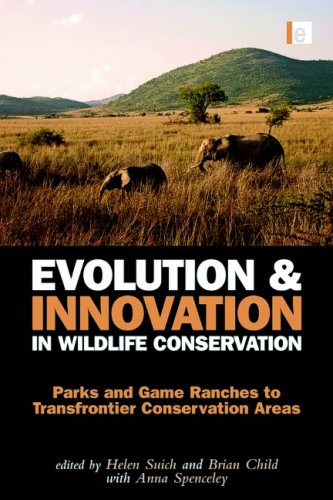 e
EVOLUTION &
INNOVATION
IN WILDLIFE CONSERVATION
Parks and Game Ranches to
Transfrontier Conservation Areas
edited by Helen Suich and Brian Child
with Anna Spenceley